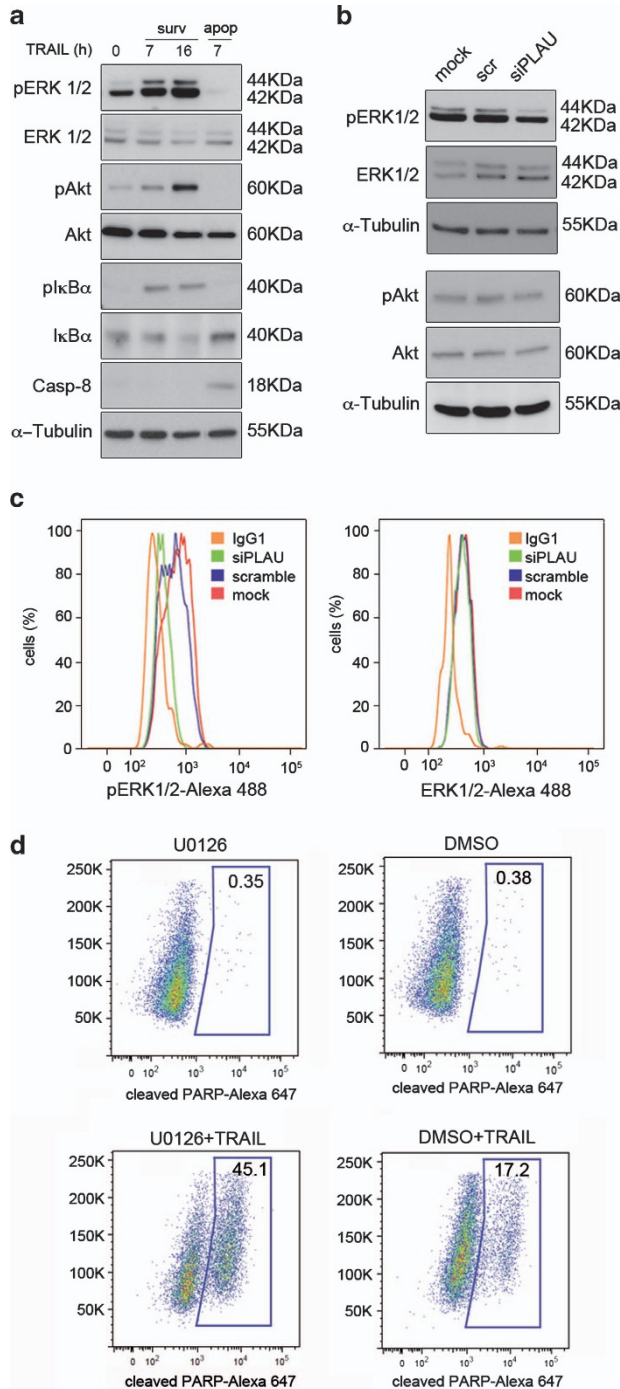 a
surv apop
TRAIL (h) 0 7 16 7
pERK 1/2 44KDa
42KDa
ERK 1/2 44KDa
42KDa
pAkt 60KDa
Akt 60KDa
pIκBα 40KDa
IκBα 40KDa
Casp-8 18KDa
α–Tubulin 55KDa
b
mock scr siPLAU
pERK1/2 44KDa
42KDa
ERK1/2 44KDa
42KDa
α-Tubulin 55KDa
pAkt 60KDa
Akt 60KDa
α-Tubulin 55KDa
c
cells (%)
100
80
60
40
20
0
IgG1
siPLAU
scramble
mock
0 10² 10³ 10⁴ 10⁵
pERK1/2-Alexa 488
cells (%)
100
80
60
40
20
0
IgG1
siPLAU
scramble
mock
0 10² 10³ 10⁴ 10⁵
ERK1/2-Alexa 488
d
U0126
250K
200K
150K
100K
50K
0.35
10² 10³ 10⁴
cleaved PARP-Alexa 647
DMSO
250K
200K
150K
100K
50K
0.38
10² 10³ 10⁴
cleaved PARP-Alexa 647
U0126+TRAIL
250K
200K
150K
100K
50K
45.1
10² 10³ 10⁴
cleaved PARP-Alexa 647
DMSO+TRAIL
250K
200K
150K
100K
50K
17.2
10² 10³ 10⁴
cleaved PARP-Alexa 647